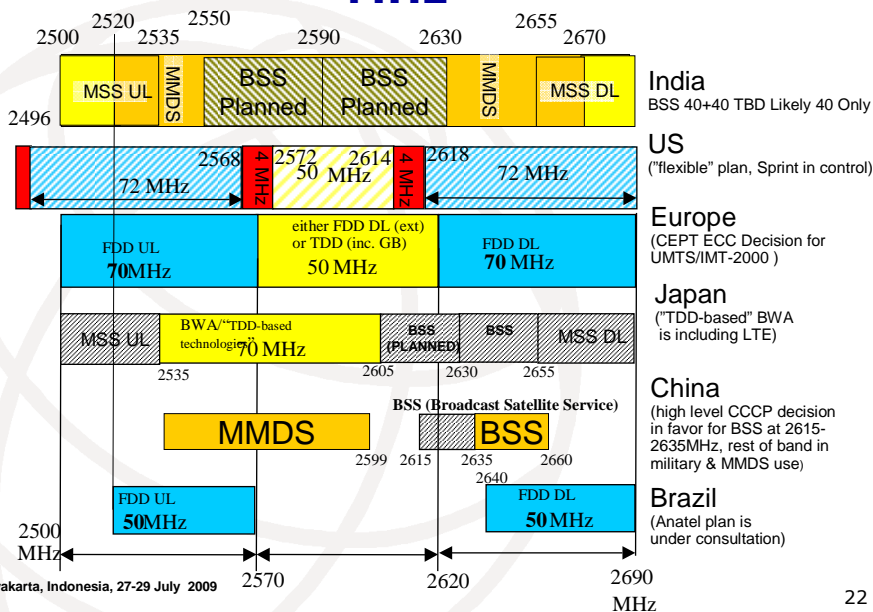 2500
2520
2535
2550
2590
2630
2655
2670
MSS UL
MMDS
BSS
Planned
BSS
Planned
MMDS
MSS DL
India
BSS 40+40 TBD Likely 40 Only
2496
US
("flexible" plan, Sprint in control)
72 MHz
2568
4 MHz
2572
2614
50
MHz
4 MHz
2618
72 MHz
Europe
(CEPT ECC Decision for
UMTS/IMT-2000 )
FDD UL
70MHz
either FDD DL (ext)
or TDD (inc. GB)
50 MHz
FDD DL
70 MHz
Japan
("TDD-based" BWA
is including LTE)
MSS UL
BWA/"TDD-based
technologies"
70 MHz
BSS
(PLANNED)
BSS
MSS DL
2535
2605
2630
2655
China
(high level CCCP decision
in favor for BSS at 2615-
2635MHz, rest of band in
military & MMDS use)
BSS (Broadcast Satellite Service)
MMDS
BSS
2599
2615
2635
2660
2640
Brazil
(Anatel plan is
under consultation)
FDD UL
50MHz
FDD DL
50MHz
2500
MHz
2570
2620
2690
MHz
akarta, Indonesia, 27-29 July 2009
22